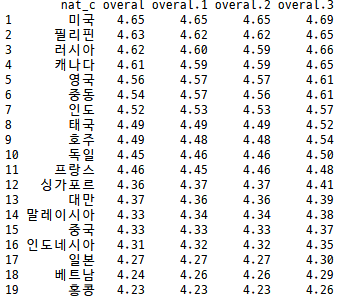 nat_c overal overal.1 overal.2 overal.3
1 미국 4.65 4.65 4.65 4.69
2 필리핀 4.63 4.62 4.62 4.65
3 러시아 4.62 4.60 4.59 4.66
4 캐나다 4.61 4.59 4.59 4.65
5 영국 4.56 4.57 4.57 4.61
6 중동 4.54 4.57 4.56 4.61
7 인도 4.52 4.53 4.53 4.57
8 태국 4.49 4.49 4.49 4.52
9 호주 4.49 4.48 4.48 4.54
10 독일 4.45 4.46 4.46 4.50
11 프랑스 4.46 4.45 4.46 4.48
12 싱가포르 4.36 4.37 4.37 4.41
13 대만 4.37 4.36 4.36 4.39
14 말레이시아 4.33 4.34 4.34 4.38
15 중국 4.33 4.33 4.33 4.37
16 인도네시아 4.31 4.32 4.32 4.35
17 일본 4.27 4.27 4.27 4.30
18 베트남 4.24 4.26 4.26 4.29
19 홍콩 4.23 4.23 4.23 4.26